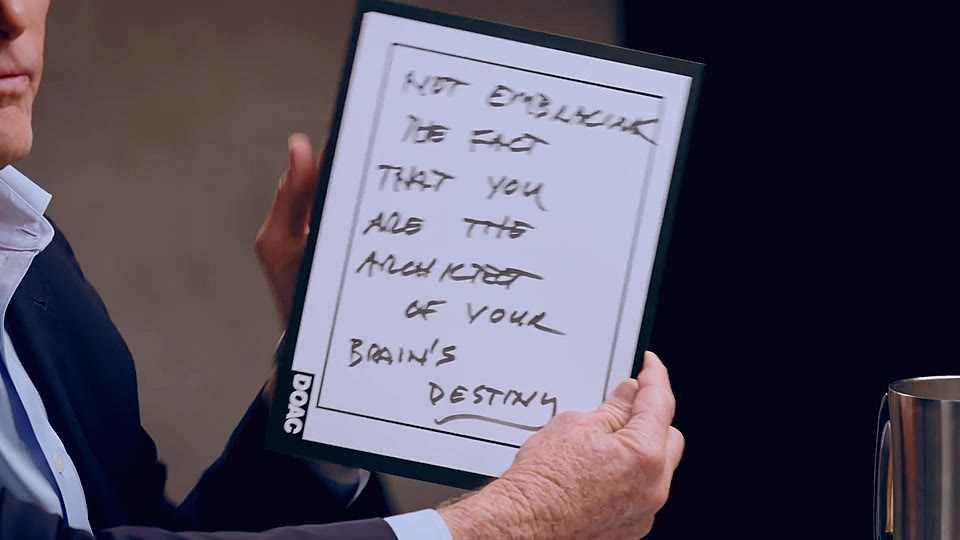 NOT EMBRACING
THE FACT
THAT YOU
ARE THE
ARCHITECT
OF YOUR
BRAIN'S
DESTINY
DOAC